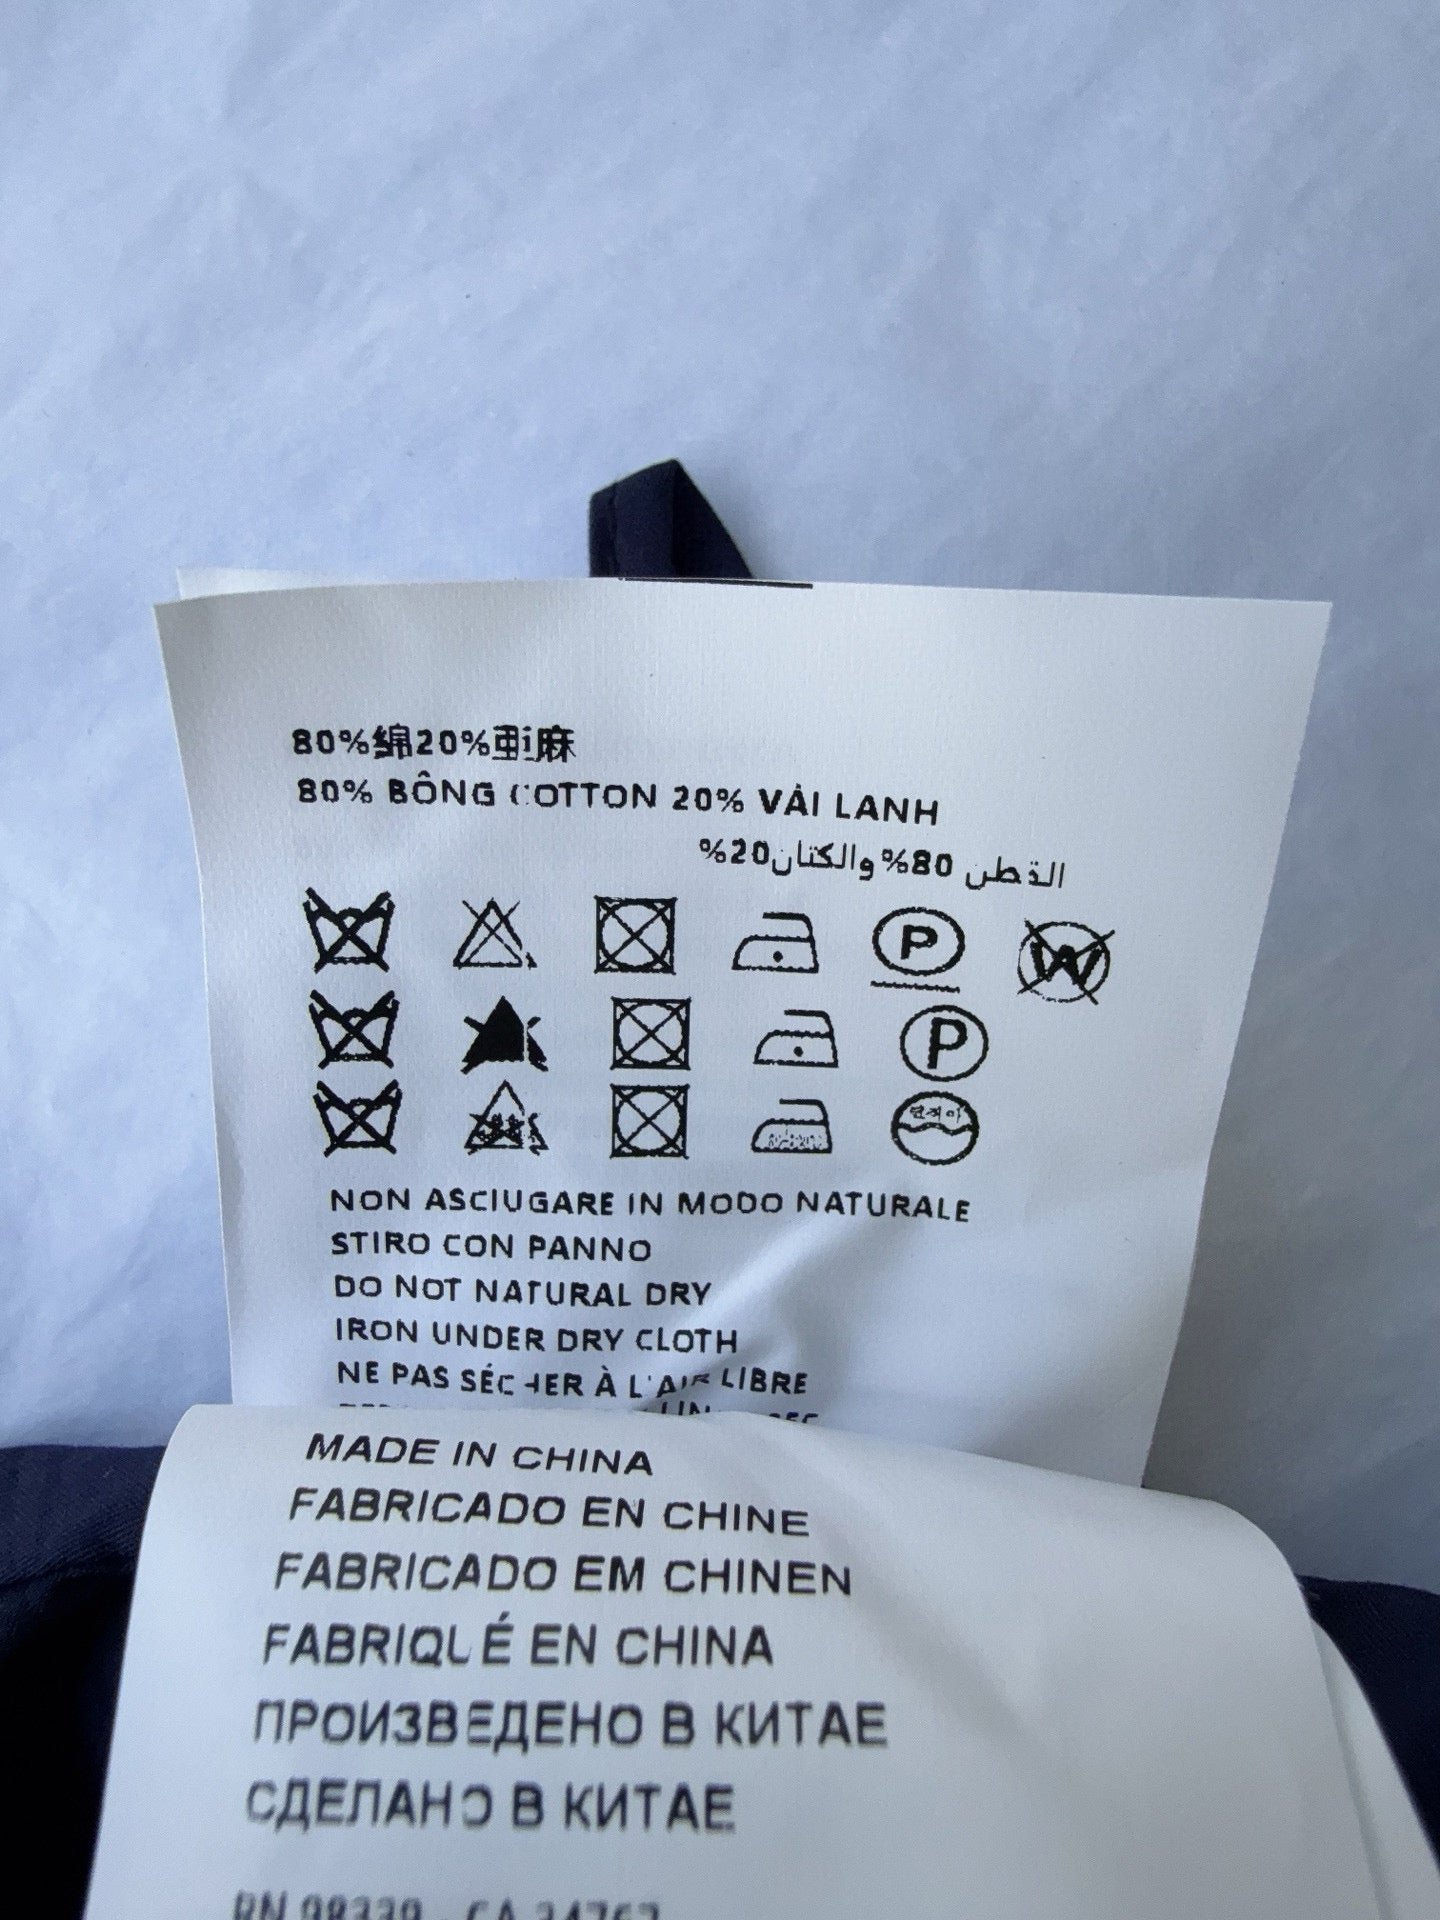 80%綿20%亜麻
80% BÔNG COTTON 20% VẢI LANH
القطن 80% والكتان20%
P W
P
NON ASCIUGARE IN MODO NATURALE
STIRO CON PANNO
DO NOT NATURAL DRY
IRON UNDER DRY CLOTH
NE PAS SÉCHER À L'AIR LIBRE
MADE IN CHINA
FABRICADO EN CHINE
FABRICADO EM CHINEN
FABRIQUÉ EN CHINA
ПРОИЗВЕДЕНО В КИТАЕ
СДЕЛАНО В КИТАЕ